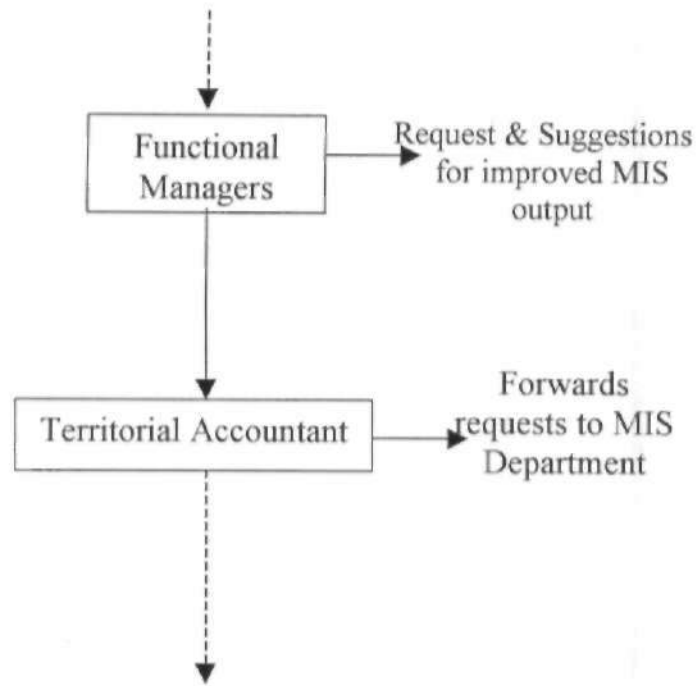 Functional
Managers
Request & Suggestions
for improved MIS
output
Territorial Accountant
Forwards
requests to MIS
Department